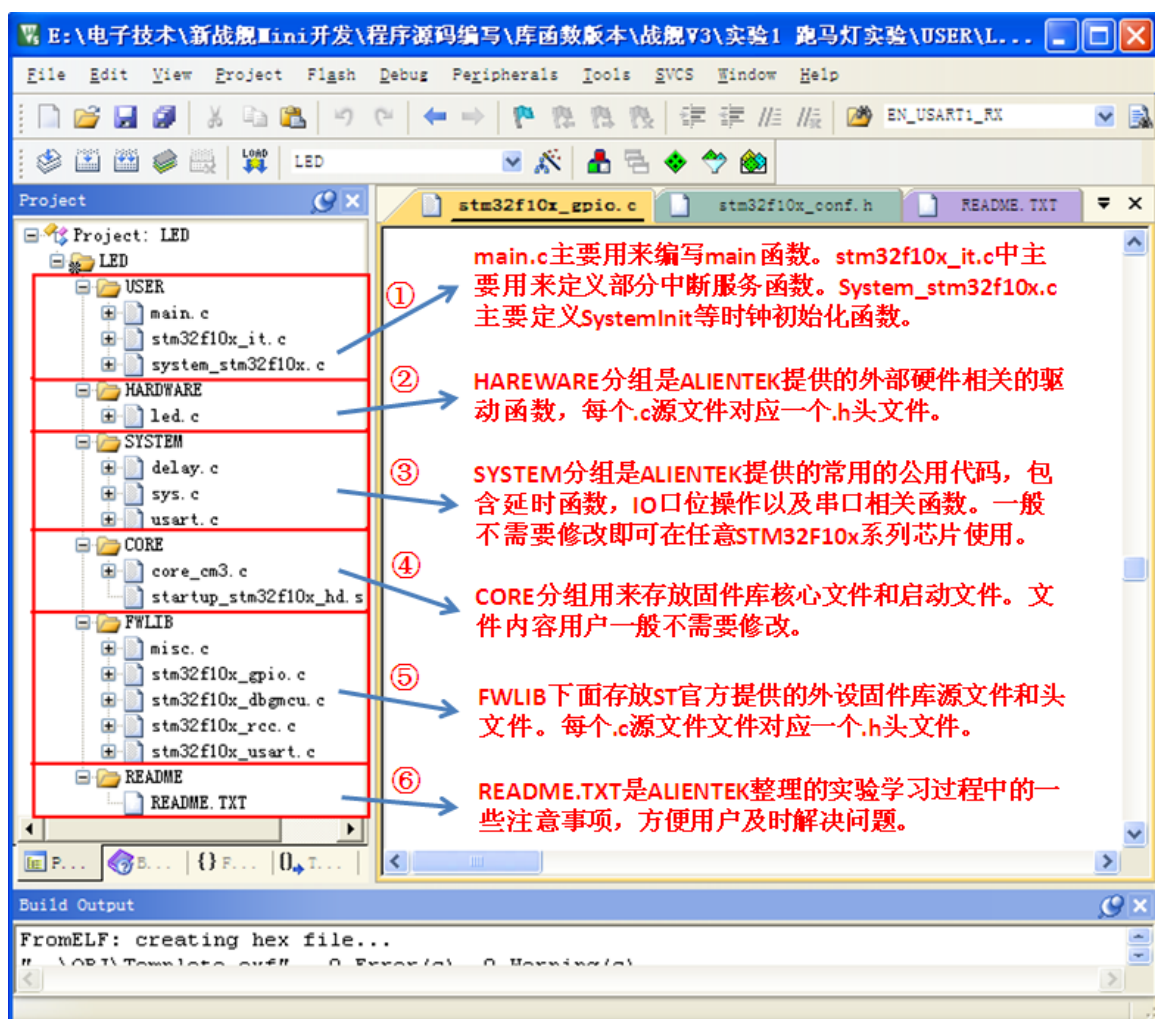 E:\电子技术\新战舰Mini开发\程序源码编写\库函数版本\战舰V3\实验1 跑马灯实验\USER\L...
File Edit View Project Flash Debug Peripherals Tools SVCS Window Help
EN_USART1_RX
LOAD
LED
Project
stm32f10x_gpio.c
stm32f10x_conf.h
README.TXT
Project: LED
LED
USER
main.c
stm32f10x_it.c
system_stm32f10x.c
HARDWARE
led.c
SYSTEM
delay.c
sys.c
usart.c
CORE
core_cm3.c
startup_stm32f10x_hd.s
FWLIB
misc.c
stm32f10x_gpio.c
stm32f10x_dbgmcu.c
stm32f10x_rcc.c
stm32f10x_usart.c
README
README.TXT
①
main.c主要用来编写main函数。stm32f10x_it.c中主
要用来定义部分中断服务函数。System_stm32f10x.c
主要定义SystemInit等时钟初始化函数。
②
HAREWARE分组是ALIENTEK提供的外部硬件相关的驱
动函数，每个.c源文件对应一个.h头文件。
③
SYSTEM分组是ALIENTEK提供的常用的公用代码，包
含延时函数，IO口位操作以及串口相关函数。一般
不需要修改即可在任意STM32F10x系列芯片使用。
④
CORE分组用来存放固件库核心文件和启动文件。文
件内容用户一般不需要修改。
⑤
FWLIB下面存放ST官方提供的外设固件库源文件和头
文件。每个.c源文件文件对应一个.h头文件。
⑥
README.TXT是ALIENTEK整理的实验学习过程中的一
些注意事项，方便用户及时解决问题。
P... B... {} F... 0 T...
Build Output
FromELF: creating hex file...
"..\OBJ\Template.axf" - 0 Error(s), 0 Warning(s).